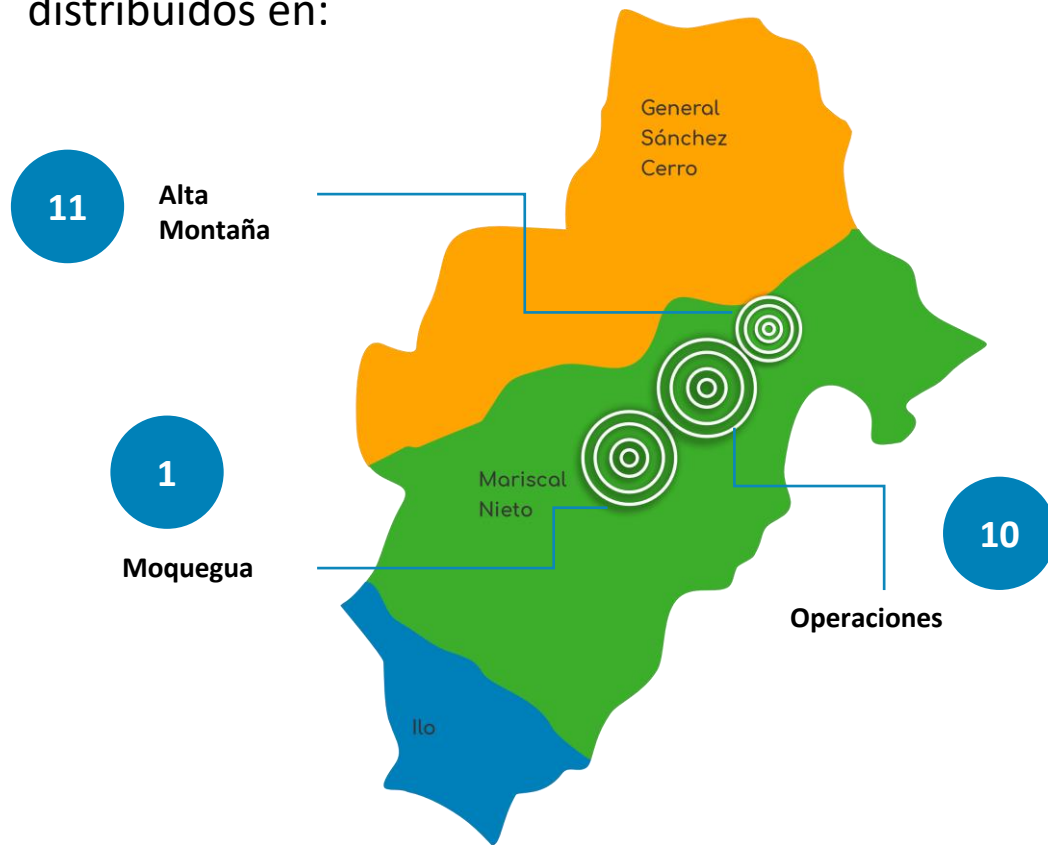 distribuidos en:
General
Sánchez
Cerro
11
Alta
Montaña
1
Mariscal
Nieto
Moquegua
10
Operaciones
Ilo